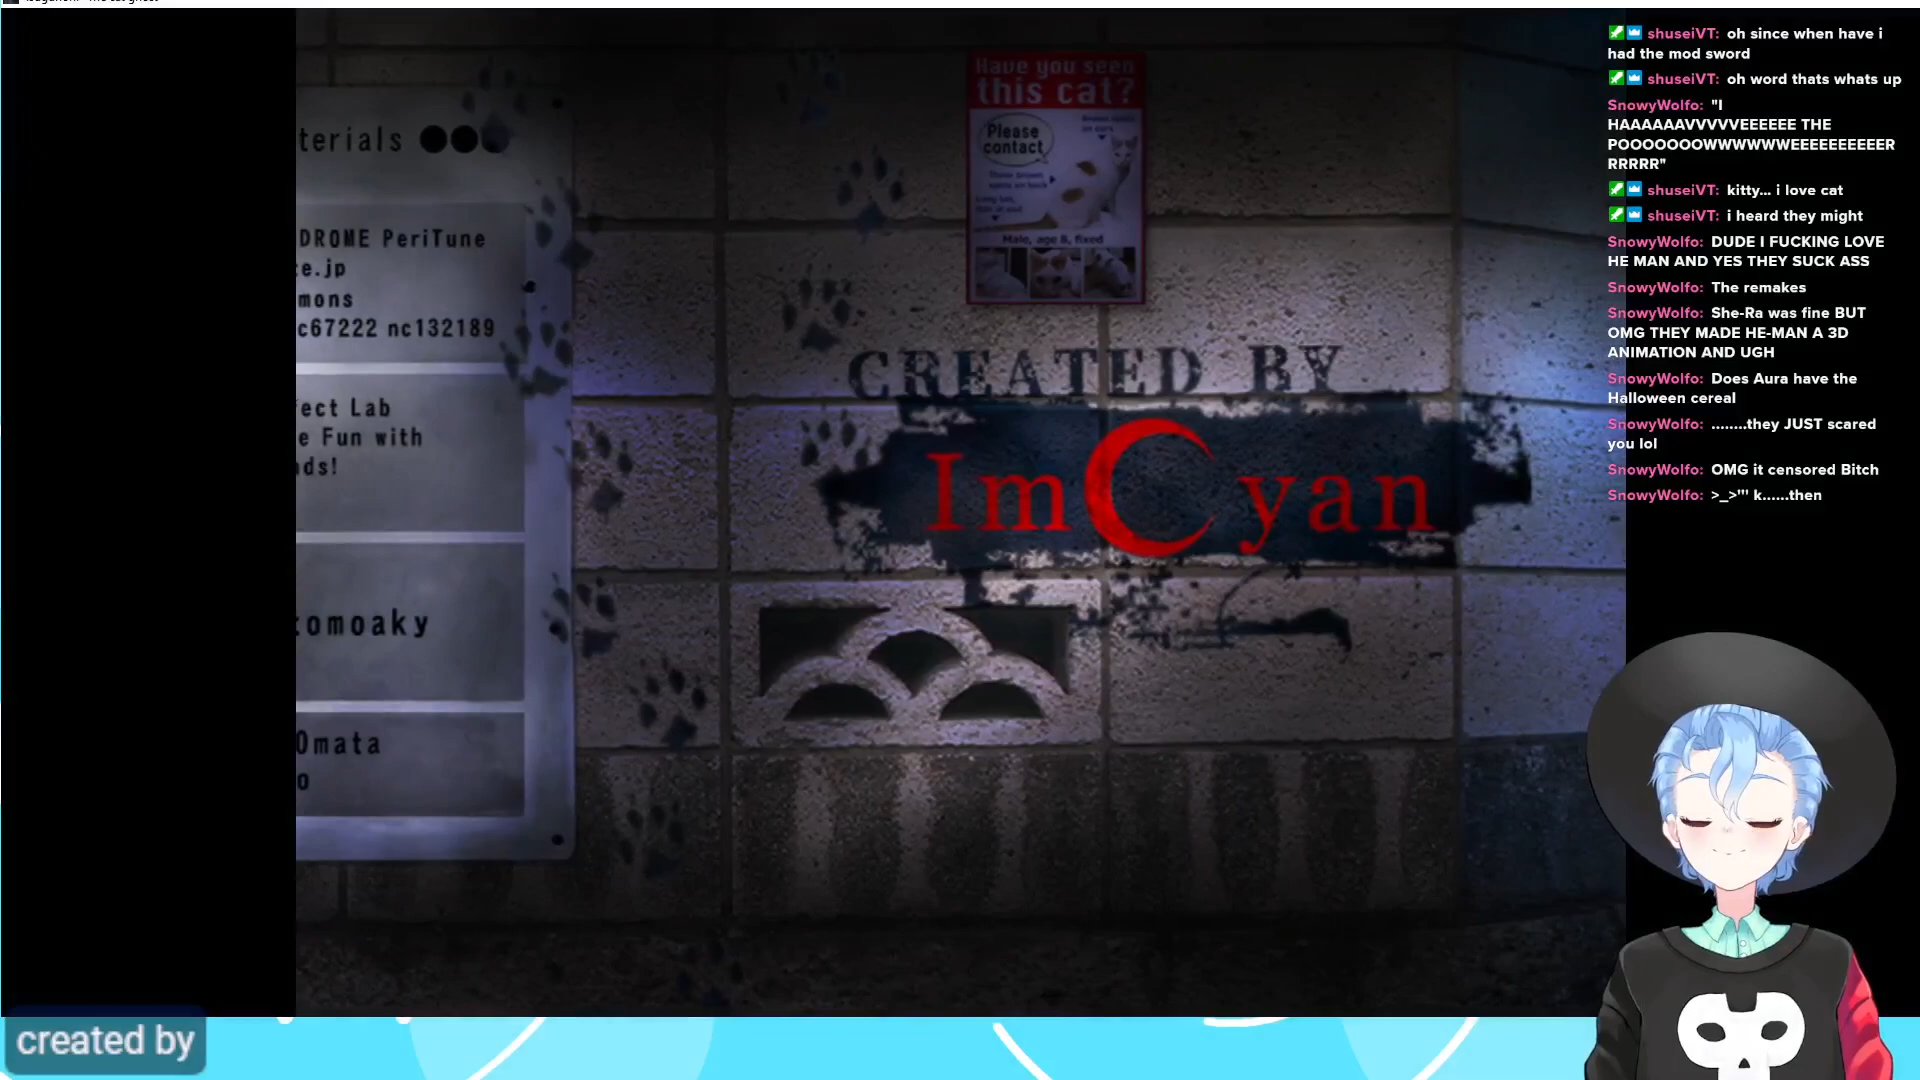 terials ●●●
DROME PeriTune
e.jp
mons
c67222 nc132189
ect Lab
e Fun with
ds!
omoaky
Omata
o
Have you seen
this cat?
Please
contact
Male, age 8, fixed
CREATED BY
ImCyan
shuseiVT: oh since when have i
had the mod sword
shuseiVT: oh word thats whats up
SnowyWolfo: "I
HAAAAAAVVVVVEEEEEE THE
POOOOOOOWWWWWWEEEEEEEEEER
RRRRR"
shuseiVT: kitty... i love cat
shuseiVT: i heard they might
SnowyWolfo: DUDE I FUCKING LOVE
HE MAN AND YES THEY SUCK ASS
SnowyWolfo: The remakes
SnowyWolfo: She-Ra was fine BUT
OMG THEY MADE HE-MAN A 3D
ANIMATION AND UGH
SnowyWolfo: Does Aura have the
Halloween cereal
SnowyWolfo: ........they JUST scared
you lol
SnowyWolfo: OMG it censored Bitch
SnowyWolfo: >_>"' k......then
created by